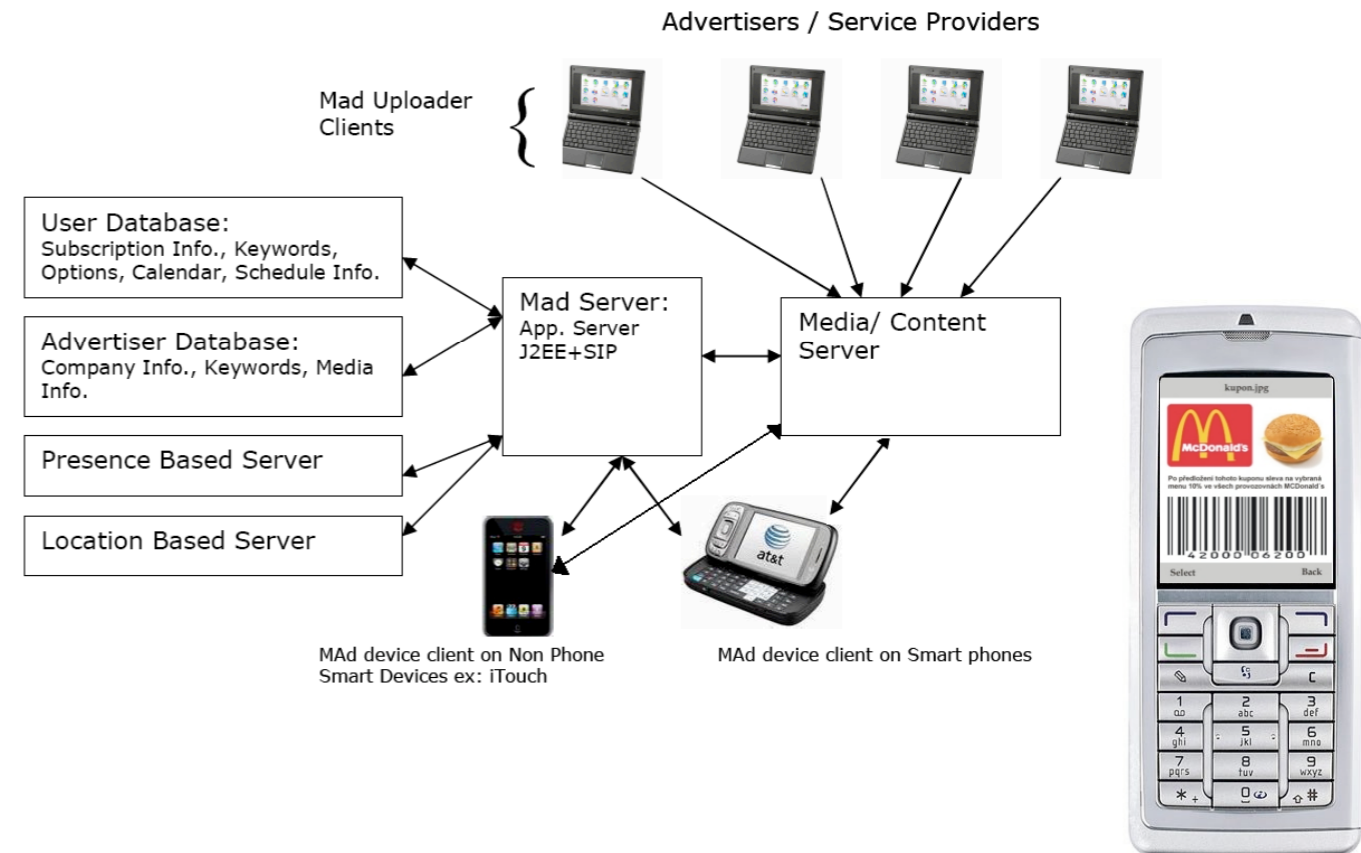 Advertisers / Service Providers
Mad Uploader
Clients
User Database:
Subscription Info., Keywords,
Options, Calendar, Schedule Info.
Advertiser Database:
Company Info., Keywords, Media
Info.
Presence Based Server
Location Based Server
Mad Server:
App. Server
J2EE+SIP
Media/ Content
Server
at&t
MAd device client on Non Phone
Smart Devices ex: iTouch
MAd device client on Smart phones
kupon.jpg
McDonald's
Po předložení tohoto kuponu sleva na vybraná
menu 10% ve všech provozovnách MCDonald's
42000 06200
Select Back
C
1 2 abc 3 def
4 ghi 5 jkl 6 mno
7 pqrs 8 tuv 9 wxyz
* + 0 #